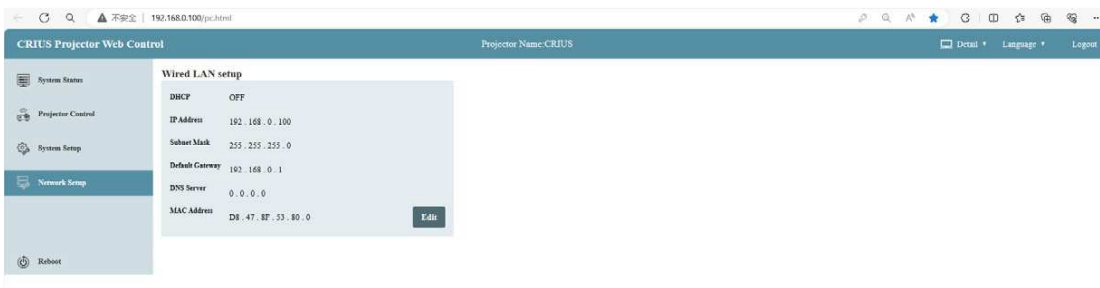 不安全 192.168.0.100/pc.html
CRIUS Projector Web Control Projector Name:CRIUS Detail Language Logout
System Status
Projector Control
System Setup
Network Setup
Reboot
Wired LAN setup
DHCP OFF
IP Address 192 . 168 . 0 . 100
Subnet Mask 255 . 255 . 255 . 0
Default Gateway 192 . 168 . 0 . 1
DNS Server 0 . 0 . 0 . 0
MAC Address D8 . 47 . 8F . 53 . 80 . 0
Edit